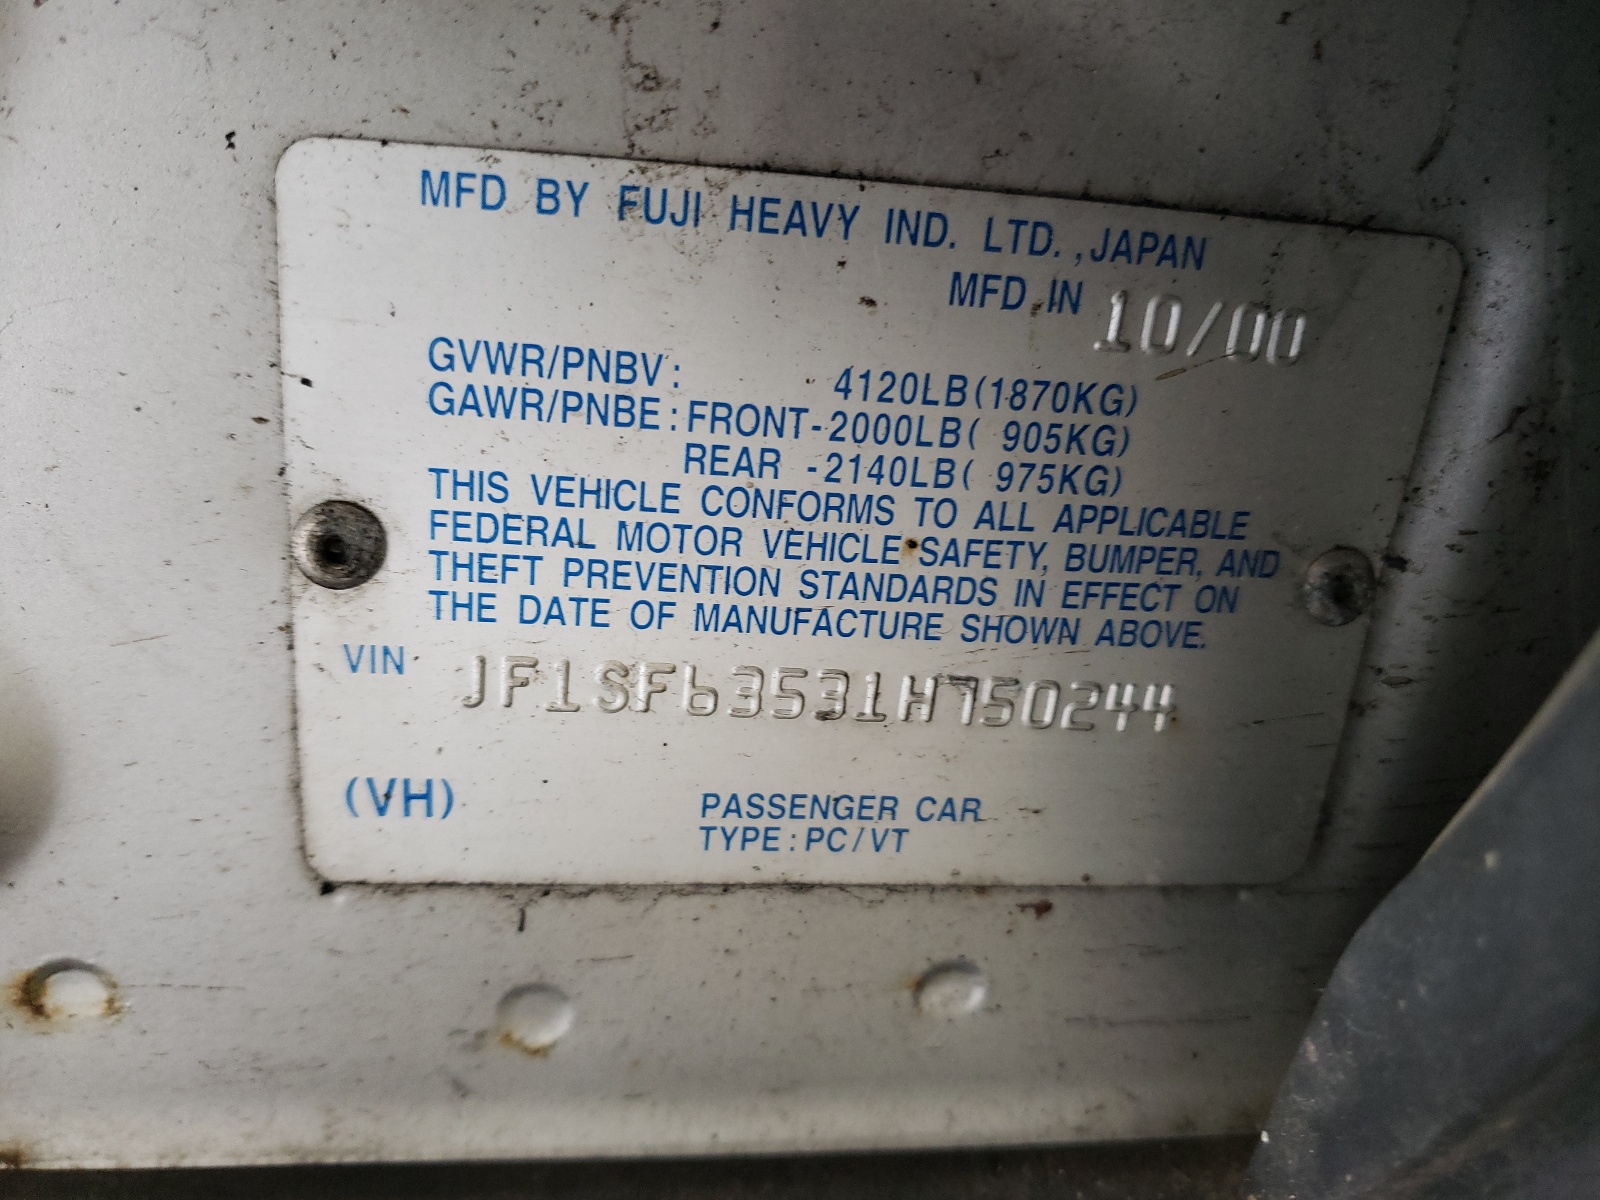 MFD BY FUJI HEAVY IND. LTD., JAPAN
MFD IN 10/00
GVWR/PNBV: 4120LB(1870KG)
GAWR/PNBE: FRONT-2000LB( 905KG)
REAR -2140LB( 975KG)
THIS VEHICLE CONFORMS TO ALL APPLICABLE
FEDERAL MOTOR VEHICLE SAFETY, BUMPER, AND
THEFT PREVENTION STANDARDS IN EFFECT ON
THE DATE OF MANUFACTURE SHOWN ABOVE.
VIN JF1SF63531H750244
(VH) PASSENGER CAR
TYPE: PC/VT